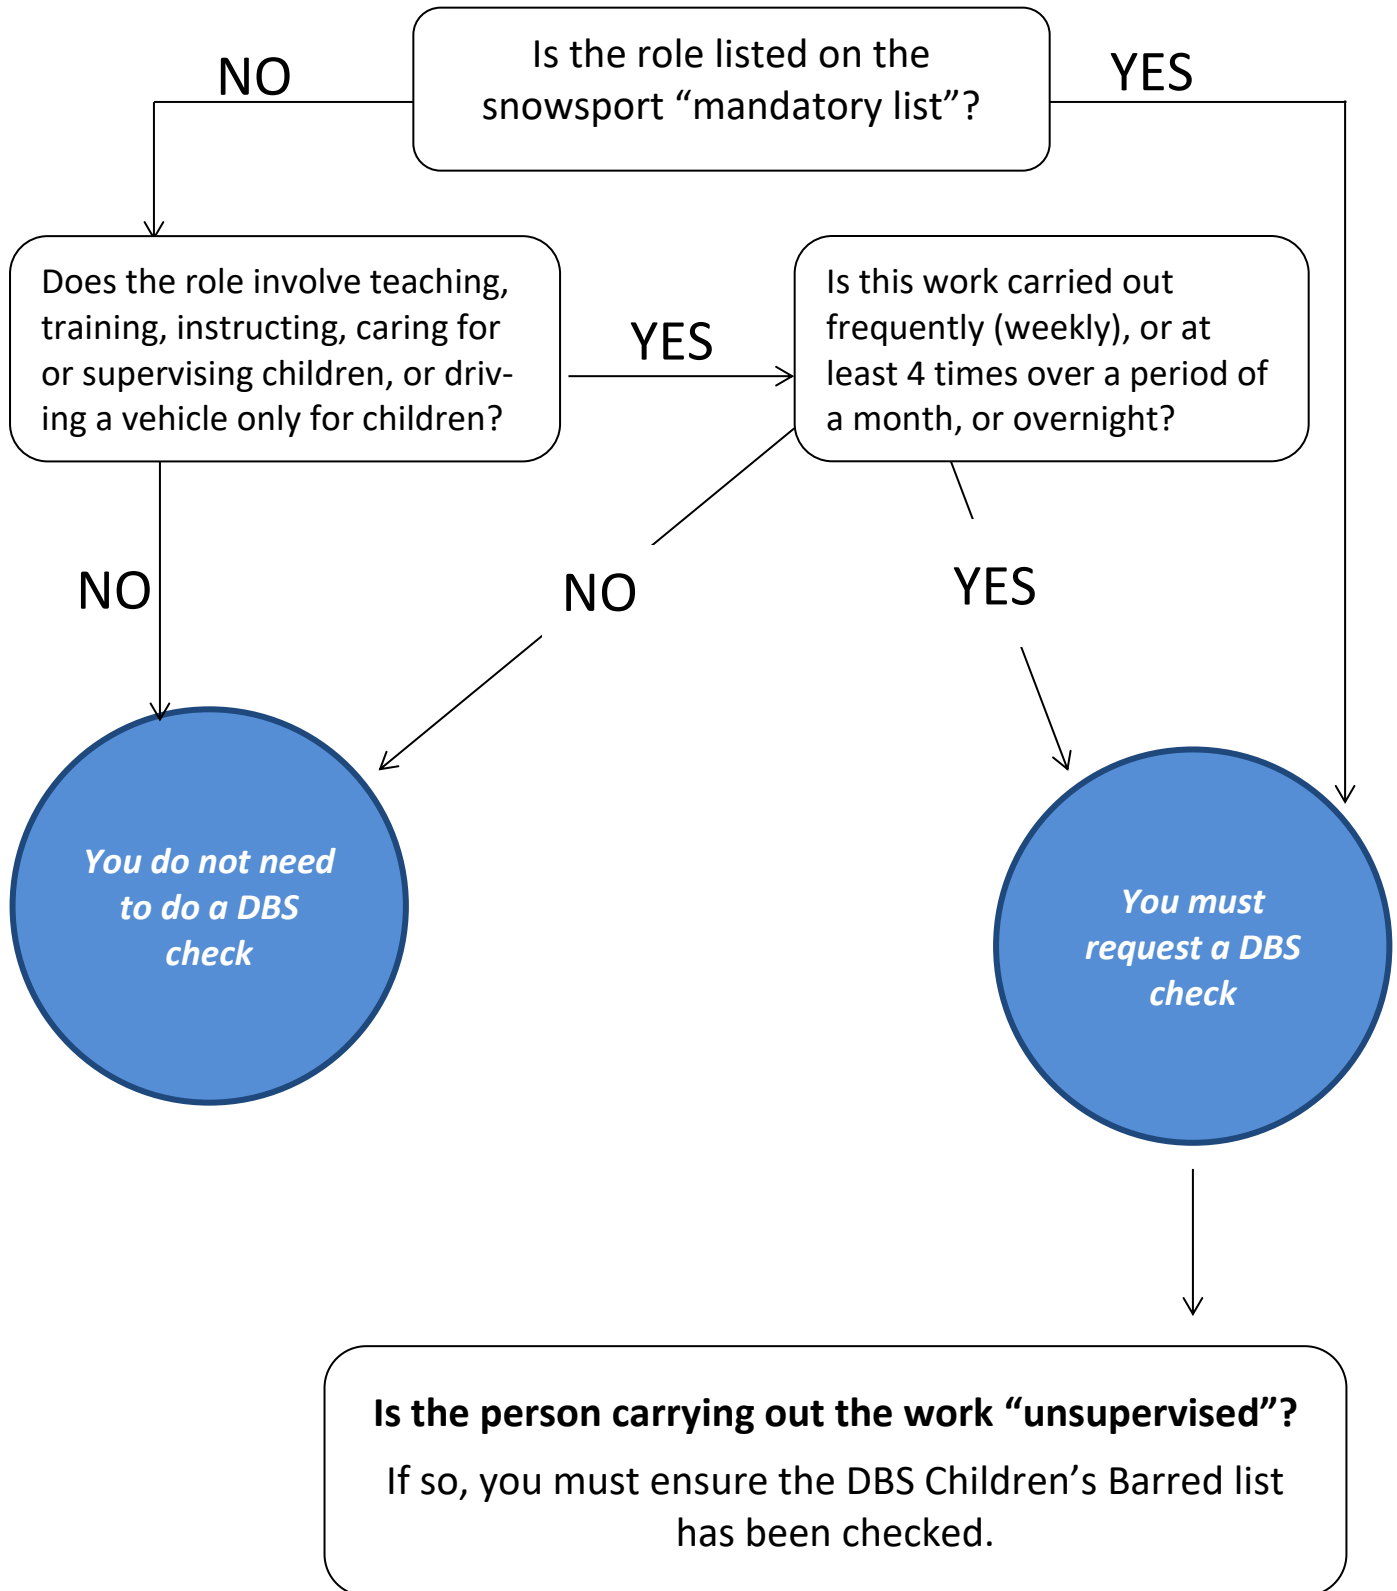 Is the role listed on the
snowsport “mandatory list”?
NO
YES
Does the role involve teaching,
training, instructing, caring for
or supervising children, or driv-
ing a vehicle only for children?
YES
Is this work carried out
frequently (weekly), or at
least 4 times over a period of
a month, or overnight?
NO
NO
YES
You do not need
to do a DBS
check
You must
request a DBS
check
Is the person carrying out the work “unsupervised”?
If so, you must ensure the DBS Children’s Barred list
has been checked.